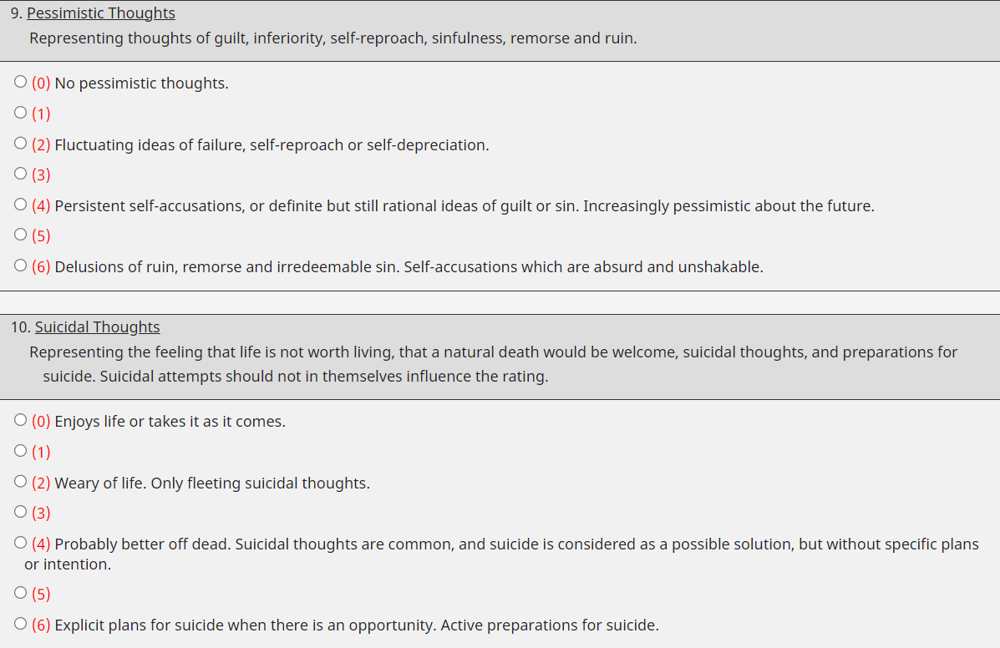 9. Pessimistic Thoughts
Representing thoughts of guilt, inferiority, self-reproach, sinfulness, remorse and ruin.
(0) No pessimistic thoughts.
(1)
(2) Fluctuating ideas of failure, self-reproach or self-depreciation.
(3)
(4) Persistent self-accusations, or definite but still rational ideas of guilt or sin. Increasingly pessimistic about the future.
(5)
(6) Delusions of ruin, remorse and irredeemable sin. Self-accusations which are absurd and unshakable.
10. Suicidal Thoughts
Representing the feeling that life is not worth living, that a natural death would be welcome, suicidal thoughts, and preparations for
suicide. Suicidal attempts should not in themselves influence the rating.
(0) Enjoys life or takes it as it comes.
(1)
(2) Weary of life. Only fleeting suicidal thoughts.
(3)
(4) Probably better off dead. Suicidal thoughts are common, and suicide is considered as a possible solution, but without specific plans
or intention.
(5)
(6) Explicit plans for suicide when there is an opportunity. Active preparations for suicide.